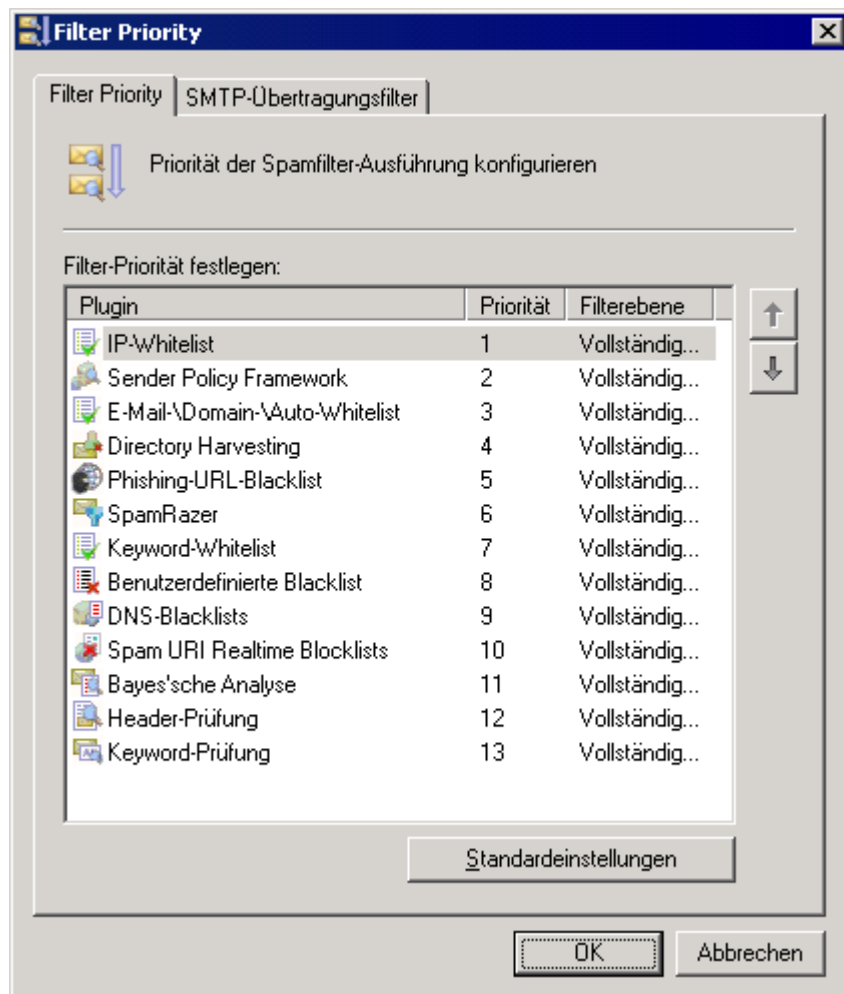 Filter Priority
Filter Priority SMTP-Übertragungsfilter
Priorität der Spamfilter-Ausführung konfigurieren
Filter-Priorität festlegen:
Plugin Priorität Filterebene
IP-Whitelist 1 Vollständig...
Sender Policy Framework 2 Vollständig...
E-Mail-\Domain-\Auto-Whitelist 3 Vollständig...
Directory Harvesting 4 Vollständig...
Phishing-URL-Blacklist 5 Vollständig...
SpamRazer 6 Vollständig...
Keyword-Whitelist 7 Vollständig...
Benutzerdefinierte Blacklist 8 Vollständig...
DNS-Blacklists 9 Vollständig...
Spam URI Realtime Blocklists 10 Vollständig...
Bayes'sche Analyse 11 Vollständig...
Header-Prüfung 12 Vollständig...
Keyword-Prüfung 13 Vollständig...
Standardeinstellungen
OK Abbrechen